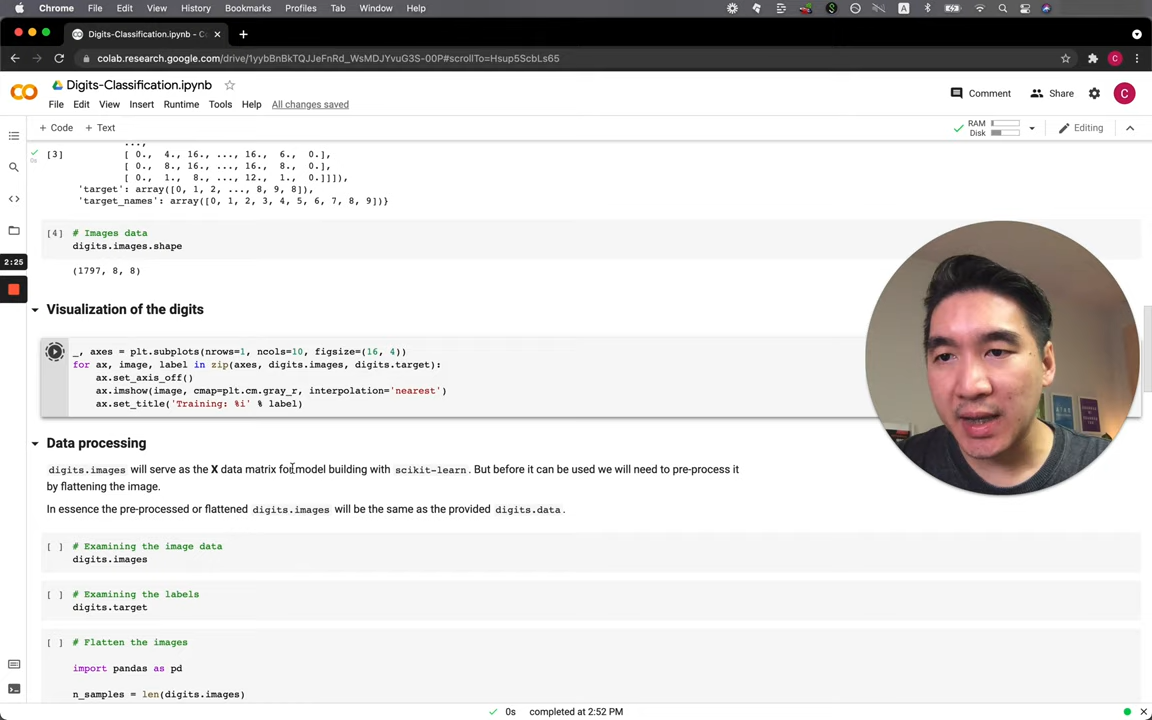 Chrome File Edit View History Bookmarks Profiles Tab Window Help
Digits-Classification.ipynb - Co
colab.research.google.com/drive/1yybBnBkTQJJeFnRd_WsMDJYvuG3S-00P#scrollTo=Hsup5ScbLs65
Digits-Classification.ipynb
File Edit View Insert Runtime Tools Help All changes saved
Comment Share C
+ Code + Text
RAM
Disk
Editing
...,
[3] [ 0., 4., 16., ..., 16., 6., 0.],
0s
[ 0., 8., 16., ..., 16., 8., 0.],
[ 0., 1., 8., ..., 12., 1., 0.]]]),
'target': array([0, 1, 2, ..., 8, 9, 8]),
'target_names': array([0, 1, 2, 3, 4, 5, 6, 7, 8, 9])}
[4] # Images data
digits.images.shape
(1797, 8, 8)
2:25
Visualization of the digits
_, axes = plt.subplots(nrows=1, ncols=10, figsize=(16, 4))
for ax, image, label in zip(axes, digits.images, digits.target):
ax.set_axis_off()
ax.imshow(image, cmap=plt.cm.gray_r, interpolation='nearest')
ax.set_title('Training: %i' % label)
Data processing
digits.images will serve as the X data matrix for model building with scikit-learn. But before it can be used we will need to pre-process it
by flattening the image.
In essence the pre-processed or flattened digits.images will be the same as the provided digits.data.
[ ] # Examining the image data
digits.images
[ ] # Examining the labels
digits.target
[ ] # Flatten the images
import pandas as pd
n_samples = len(digits.images)
0s completed at 2:52 PM